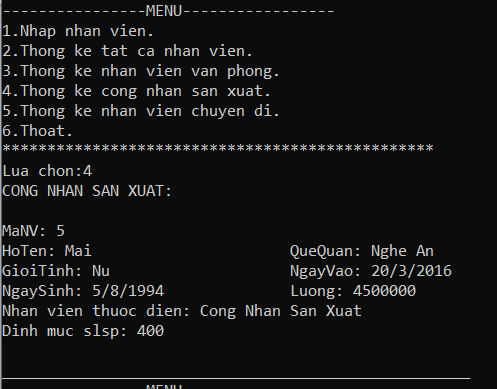 ----------------MENU-----------------
1.Nhap nhan vien.
2.Thong ke tat ca nhan vien.
3.Thong ke nhan vien van phong.
4.Thong ke cong nhan san xuat.
5.Thong ke nhan vien chuyen di.
6.Thoat.
************************************************
Lua chon:4
CONG NHAN SAN XUAT:
MaNV: 5
HoTen: Mai                      QueQuan: Nghe An
GioiTinh: Nu                    NgayVao: 20/3/2016
NgaySinh: 5/8/1994              Luong: 4500000
Nhan vien thuoc dien: Cong Nhan San Xuat
Dinh muc slsp: 400
____________________________________________________
MENU